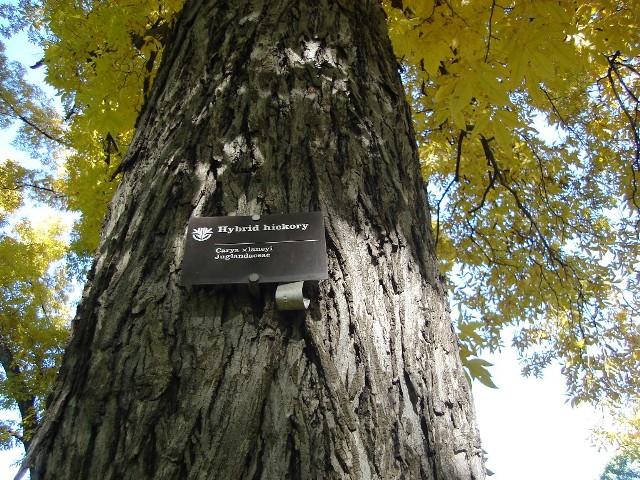 Hybrid hickory
Carya ×laneyi
Juglandaceae